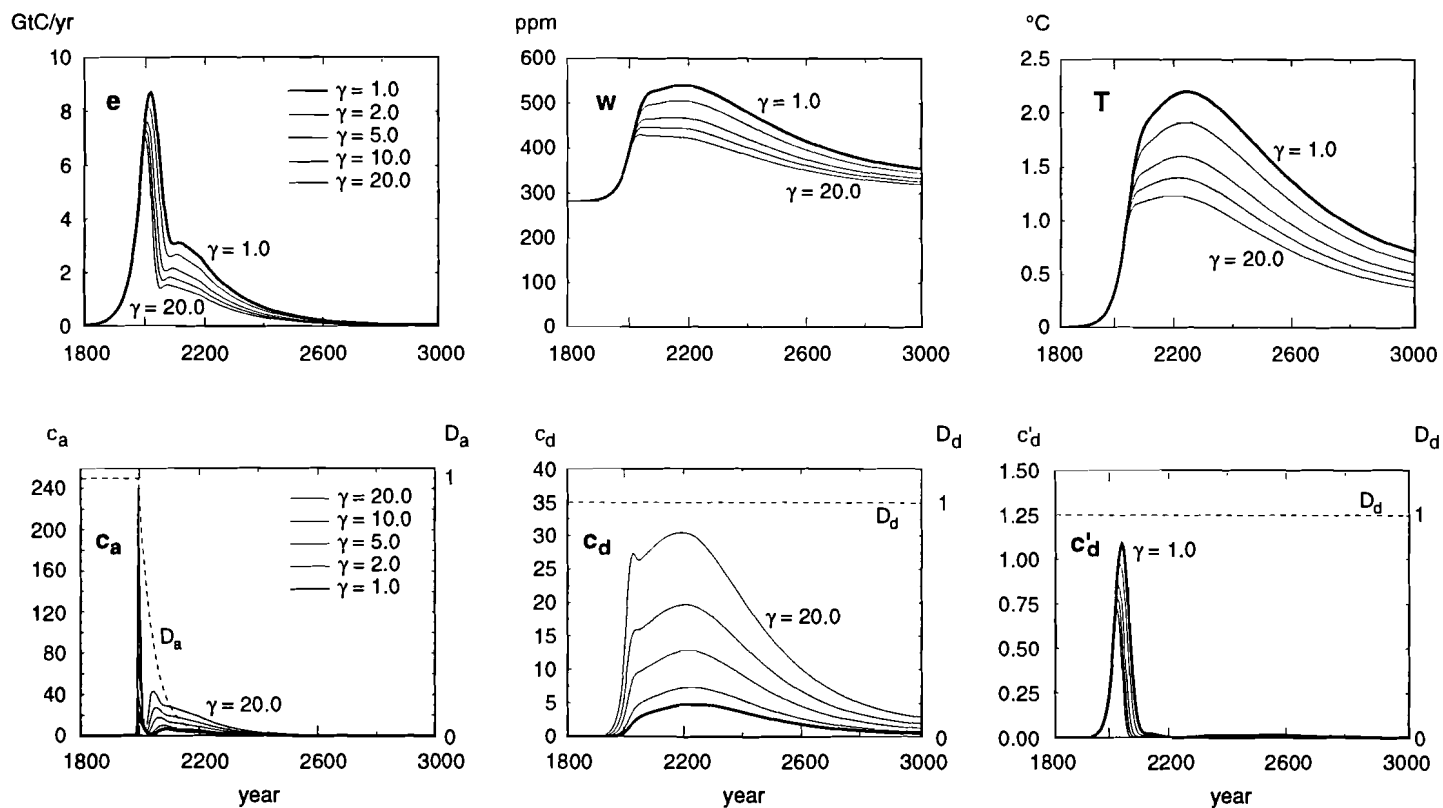 GtC/yr
10
8
6
4
2
0
e
γ = 1.0
γ = 2.0
γ = 5.0
γ = 10.0
γ = 20.0
γ = 1.0
γ = 20.0
1800 2200 2600 3000
ppm
600
500
400
300
200
100
0
w
γ = 1.0
γ = 20.0
1800 2200 2600 3000
°C
2.5
2.0
1.5
1.0
0.5
0
T
γ = 1.0
γ = 20.0
1800 2200 2600 3000
c_a D_a
240
200
160
120
80
40
0
1
0
c_a
D_a
γ = 20.0
γ = 10.0
γ = 5.0
γ = 2.0
γ = 1.0
γ = 20.0
1800 2200 2600 3000
year
c_d D_d
40
35
30
25
20
15
10
5
0
1
0
c_d
D_d
γ = 20.0
1800 2200 2600 3000
year
c'_d D_d
1.50
1.25
1.00
0.75
0.50
0.25
0.00
1
0
D_d
c'_d
γ = 1.0
1800 2200 2600 3000
year